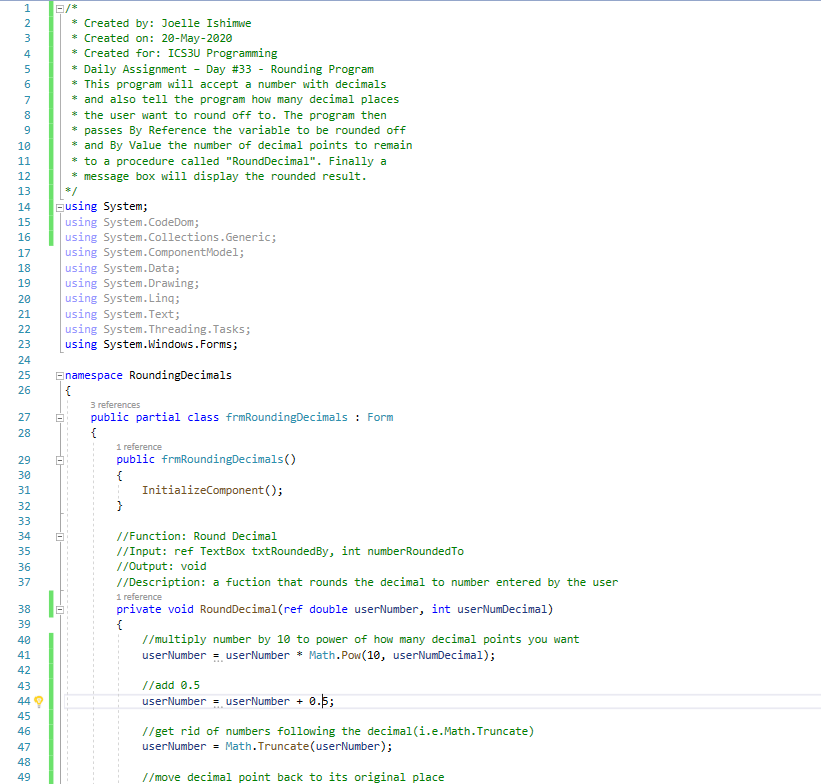 1 /*
2 * Created by: Joelle Ishimwe
3 * Created on: 20-May-2020
4 * Created for: ICS3U Programming
5 * Daily Assignment – Day #33 - Rounding Program
6 * This program will accept a number with decimals
7 * and also tell the program how many decimal places
8 * the user want to round off to. The program then
9 * passes By Reference the variable to be rounded off
10 * and By Value the number of decimal points to remain
11 * to a procedure called "RoundDecimal". Finally a
12 * message box will display the rounded result.
13 */
14 using System;
15 using System.CodeDom;
16 using System.Collections.Generic;
17 using System.ComponentModel;
18 using System.Data;
19 using System.Drawing;
20 using System.Linq;
21 using System.Text;
22 using System.Threading.Tasks;
23 using System.Windows.Forms;
24
25 namespace RoundingDecimals
26 {
3 references
27 public partial class frmRoundingDecimals : Form
28 {
1 reference
29 public frmRoundingDecimals()
30 {
31 InitializeComponent();
32 }
33
34 //Function: Round Decimal
35 //Input: ref TextBox txtRoundedBy, int numberRoundedTo
36 //Output: void
37 //Description: a fuction that rounds the decimal to number entered by the user
1 reference
38 private void RoundDecimal(ref double userNumber, int userNumDecimal)
39 {
40 //multiply number by 10 to power of how many decimal points you want
41 userNumber = userNumber * Math.Pow(10, userNumDecimal);
42
43 //add 0.5
44 userNumber = userNumber + 0.5;
45
46 //get rid of numbers following the decimal(i.e.Math.Truncate)
47 userNumber = Math.Truncate(userNumber);
48
49 //move decimal point back to its original place